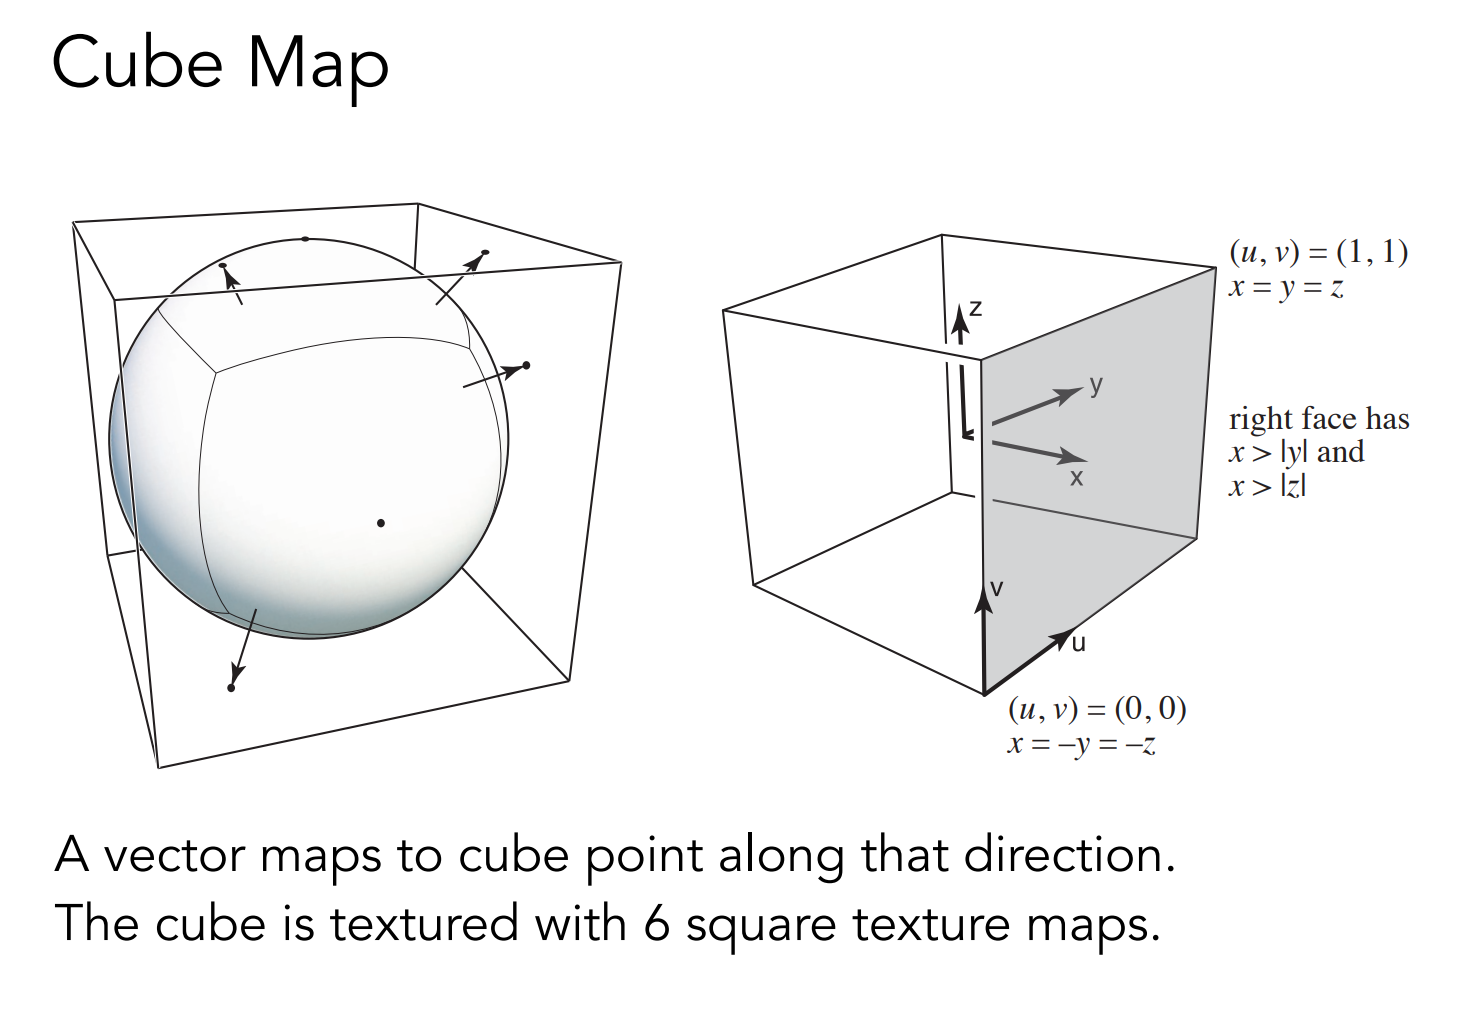 Cube Map
(u, v) = (1, 1)
x = y = z
z
y
x
right face has
x > |y| and
x > |z|
v
u
(u, v) = (0, 0)
x = –y = –z
A vector maps to cube point along that direction.
The cube is textured with 6 square texture maps.